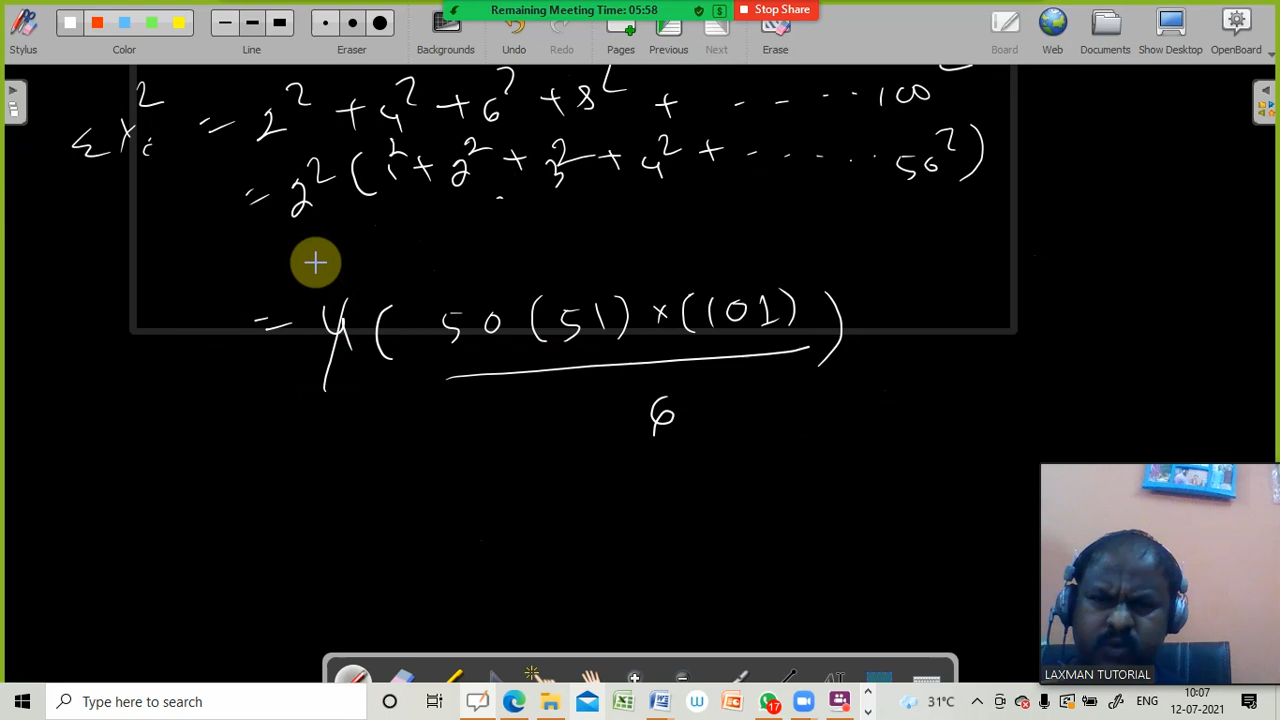 Remaining Meeting Time: 05:58
Stop Share
Stylus Color Line Eraser Backgrounds Undo Redo Pages Previous Next Erase Board Web Documents Show Desktop OpenBoard
Σxᵢ² = 2² + 4² + 6² + 8² + - - - - · 100²
= 2² (1² + 2² + 3² + 4² + - - - - · · 50²)
= 4 ( 50 (51) × (101) )
6
LAXMAN TUTORIAL
Type here to search
17
31°C
ENG
10:07
12-07-2021